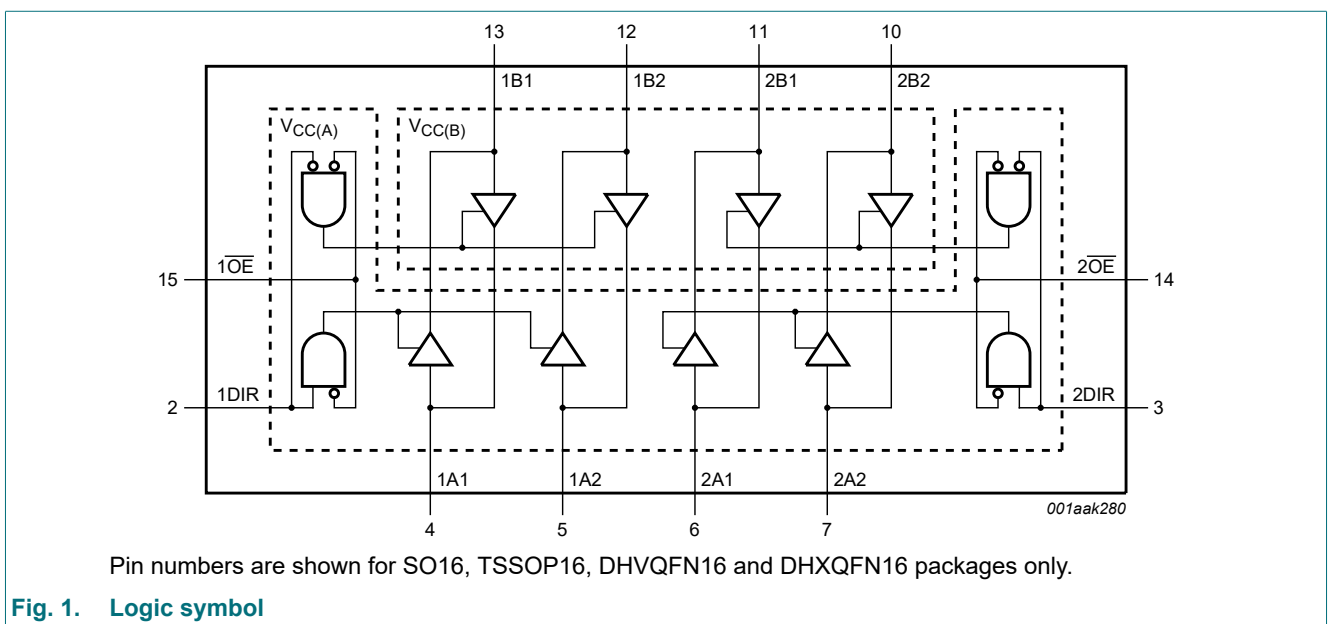 13 12 11 10
1B1 1B2 2B1 2B2
VCC(A) VCC(B)
15 1OE 2OE 14
2 1DIR 2DIR 3
1A1 1A2 2A1 2A2
001aak280
4 5 6 7
Pin numbers are shown for SO16, TSSOP16, DHVQFN16 and DHXQFN16 packages only.
Fig. 1. Logic symbol